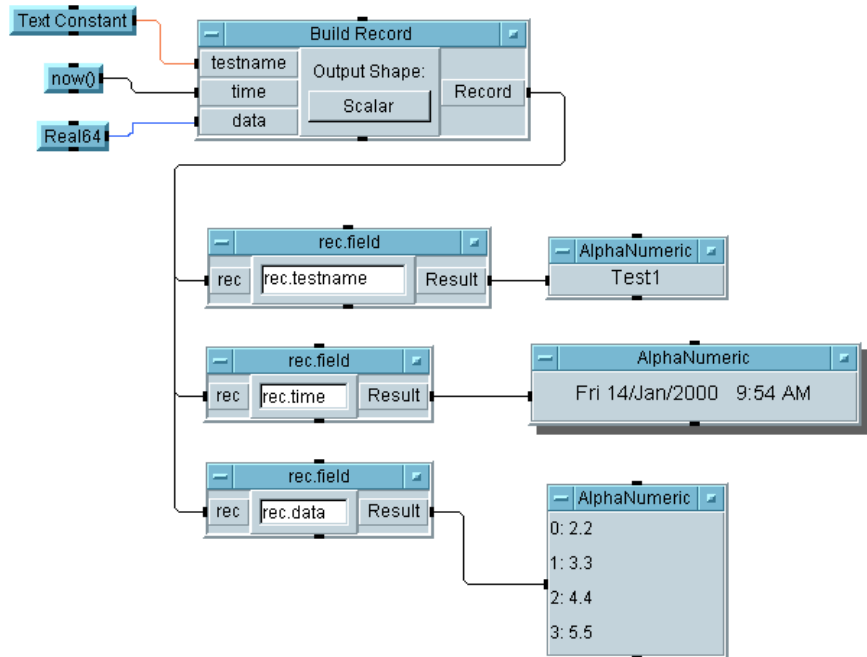 Text Constant
Build Record
testname
Output Shape:
now()
time
Record
Scalar
data
Real64
rec.field
AlphaNumeric
rec
rec.testname
Result
Test1
rec.field
AlphaNumeric
rec
rec.time
Result
Fri 14/Jan/2000 9:54 AM
rec.field
AlphaNumeric
rec
rec.data
Result
0: 2.2
1: 3.3
2: 4.4
3: 5.5